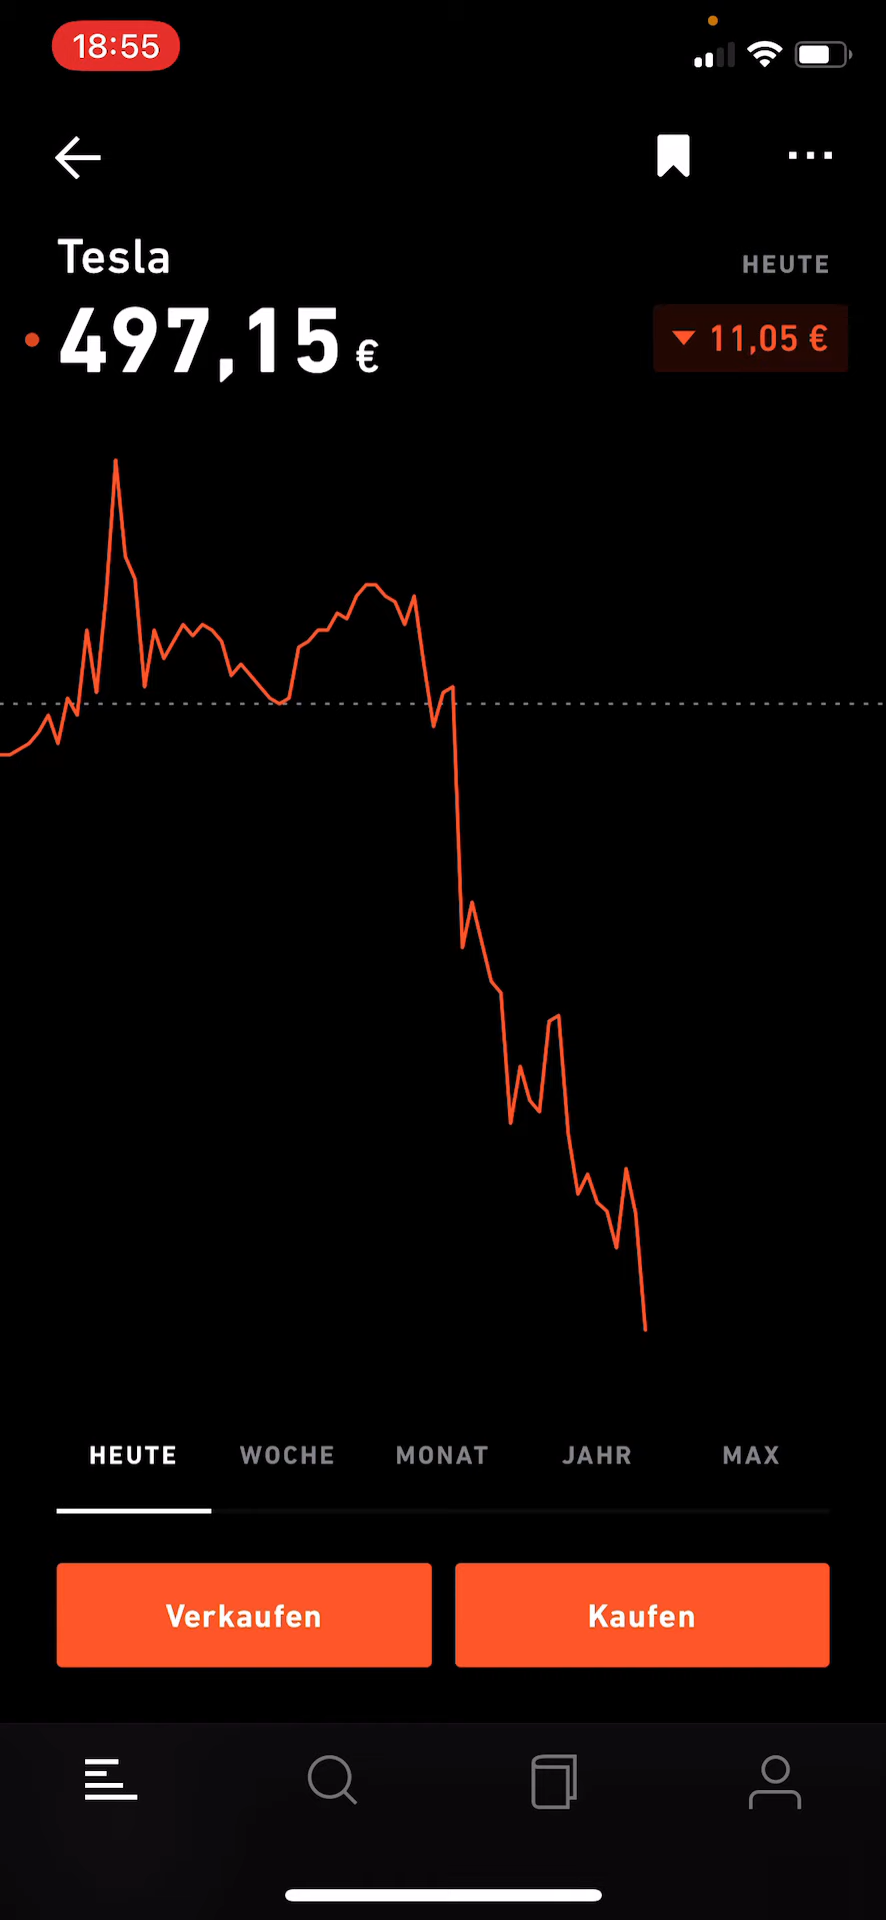 18:55
Tesla
HEUTE
497,15 €
11,05 €
HEUTE WOCHE MONAT JAHR MAX
Verkaufen Kaufen